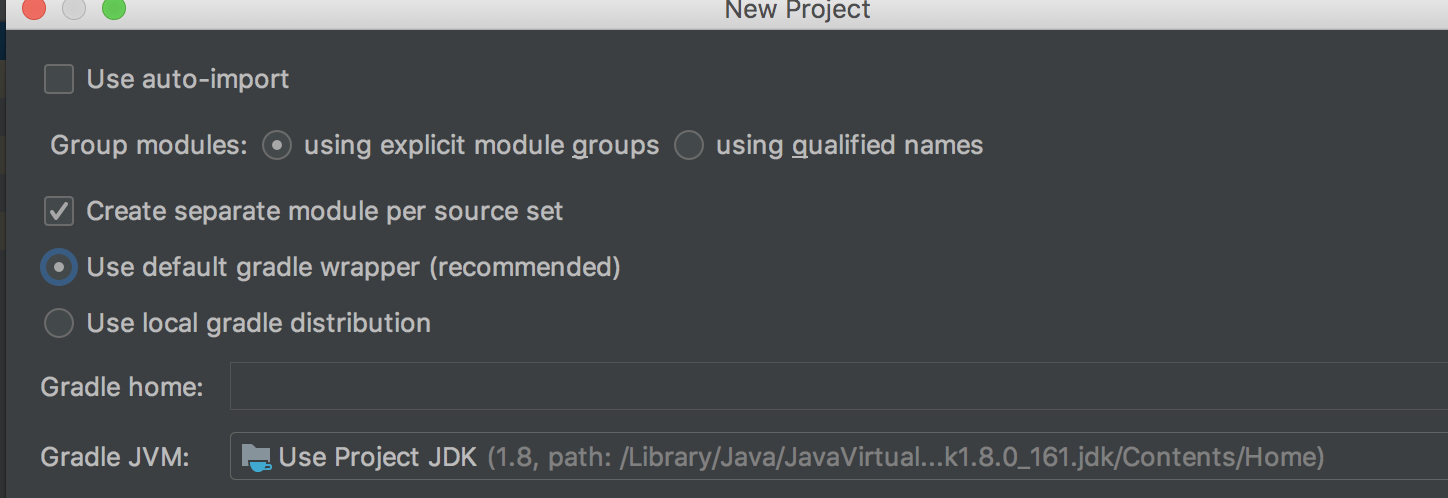 New Project
Use auto-import
Group modules: using explicit module groups using qualified names
Create separate module per source set
Use default gradle wrapper (recommended)
Use local gradle distribution
Gradle home:
Gradle JVM: Use Project JDK (1.8, path: /Library/Java/JavaVirtual...k1.8.0_161.jdk/Contents/Home)